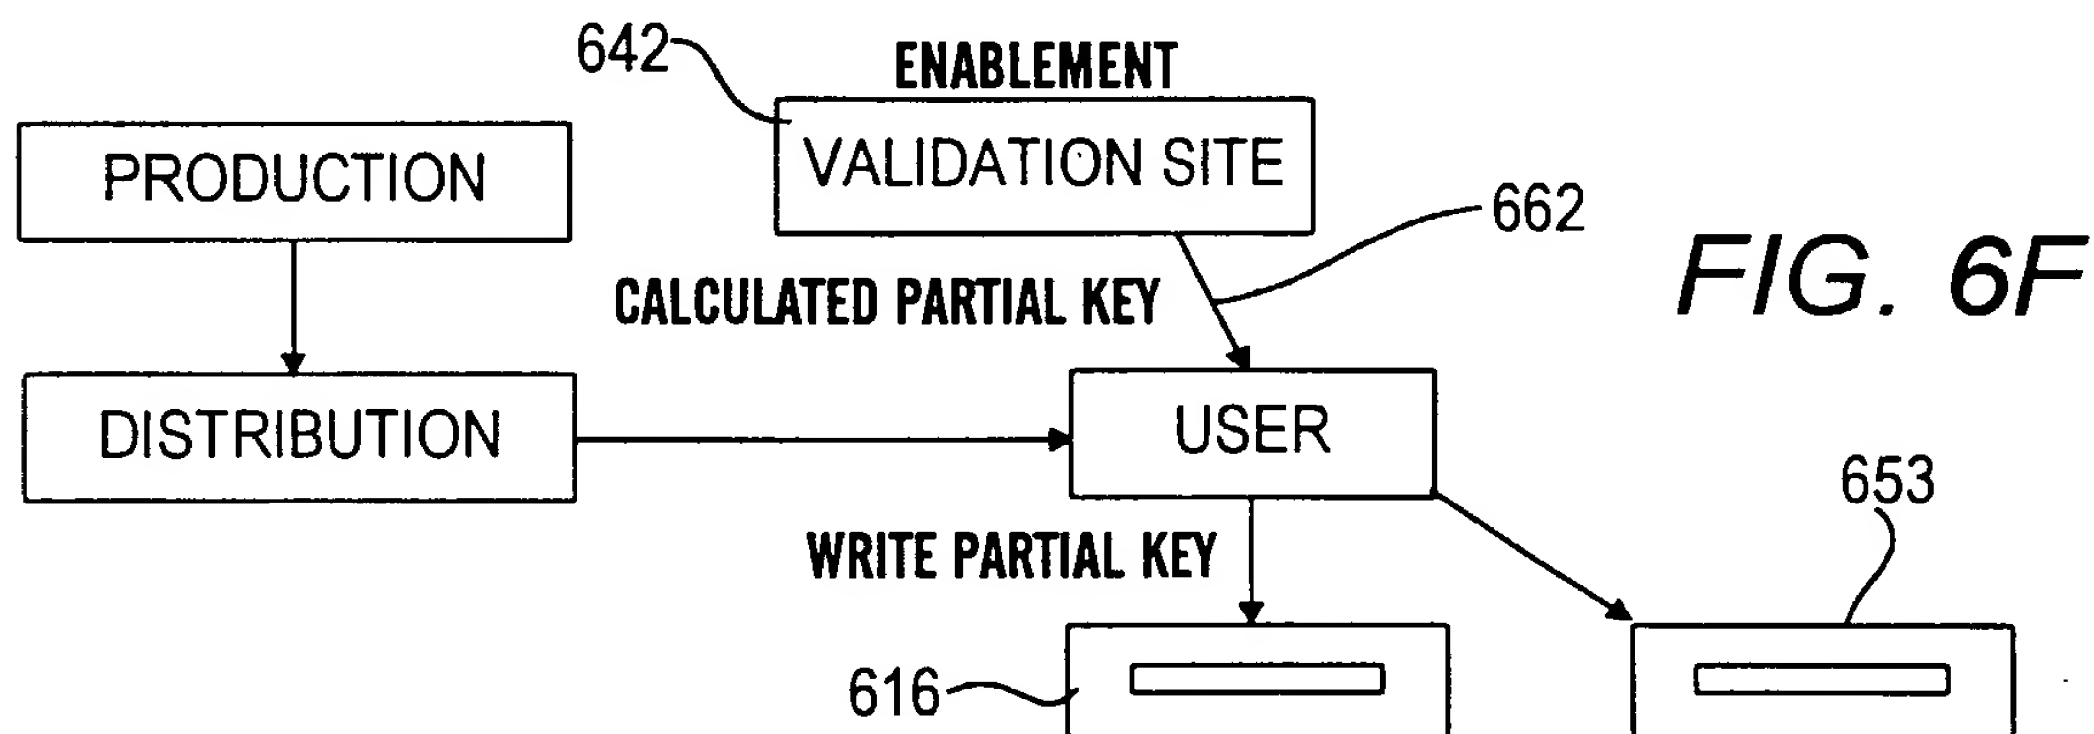 642
ENABLEMENT
VALIDATION SITE
PRODUCTION
662
FIG. 6F
CALCULATED PARTIAL KEY
DISTRIBUTION
USER
653
WRITE PARTIAL KEY
616